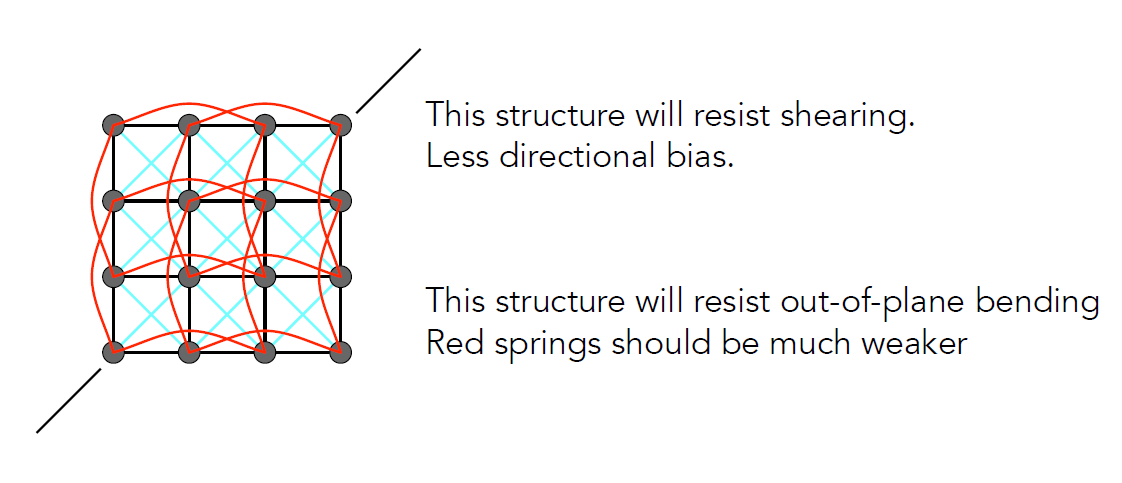 This structure will resist shearing.
Less directional bias.
This structure will resist out-of-plane bending
Red springs should be much weaker